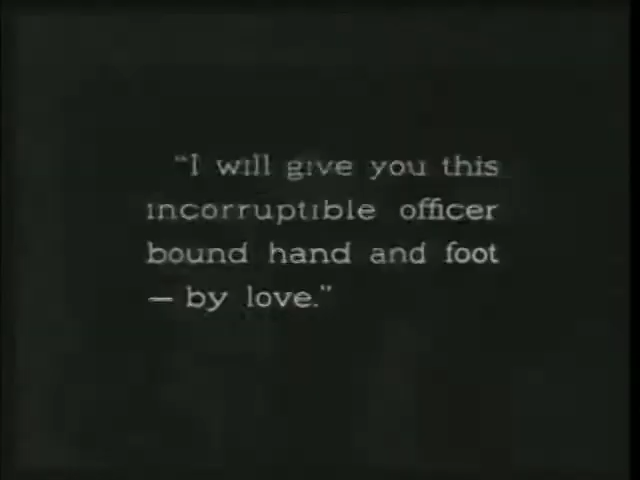 "I will give you this
incorruptible officer
bound hand and foot
— by love."